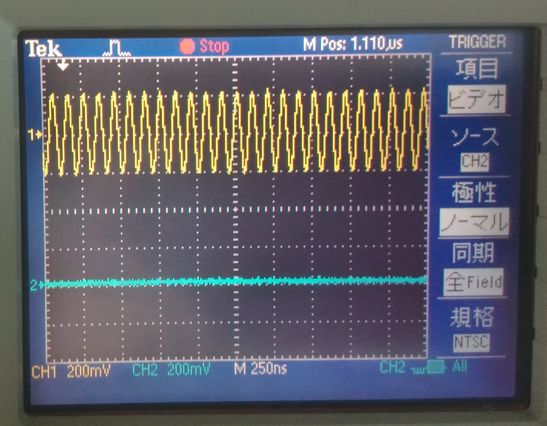 Tek
Stop
M Pos: 1.110µs
TRIGGER
項目
ビデオ
ソース
CH2
極性
ノーマル
同期
全Field
規格
NTSC
1
2
CH1 200mV
CH2 200mV
M 250ns
CH2
All